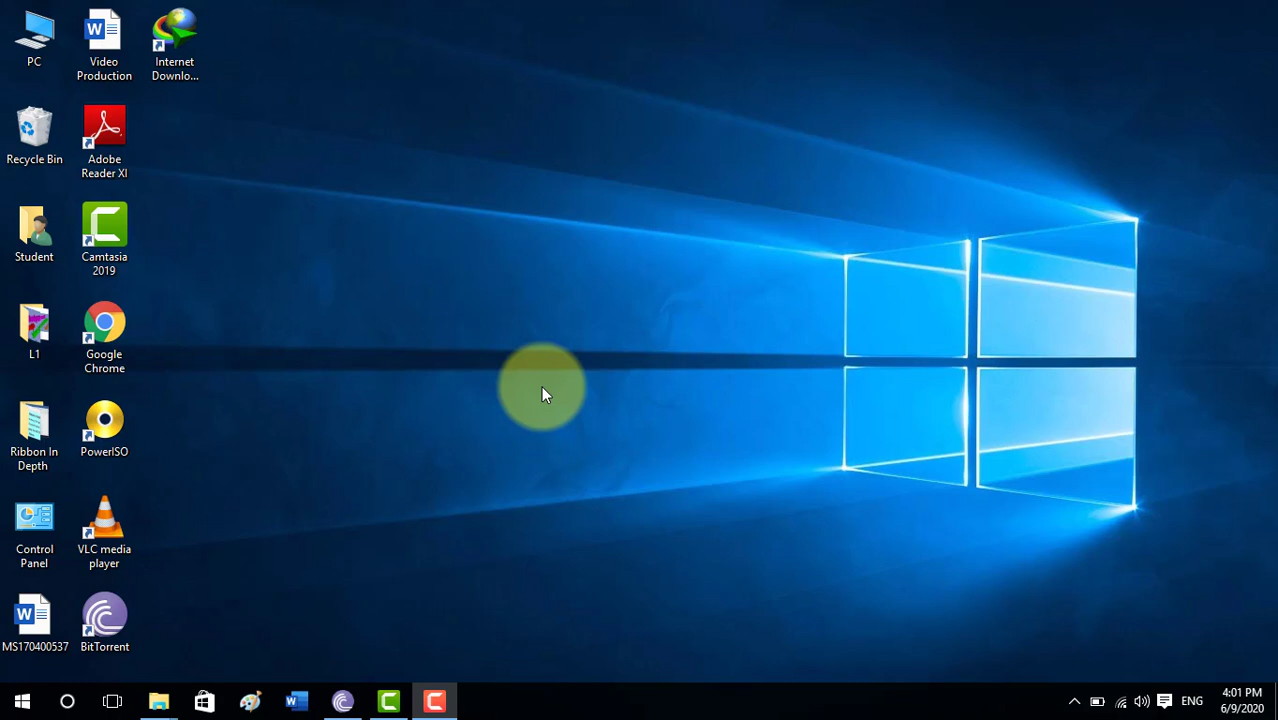 PC
Video
Production
Internet
Downlo...
Recycle Bin
Adobe
Reader XI
Student
Camtasia
2019
L1
Google
Chrome
Ribbon In
Depth
PowerISO
Control
Panel
VLC media
player
MS170400537
BitTorrent
ENG
4:01 PM
6/9/2020